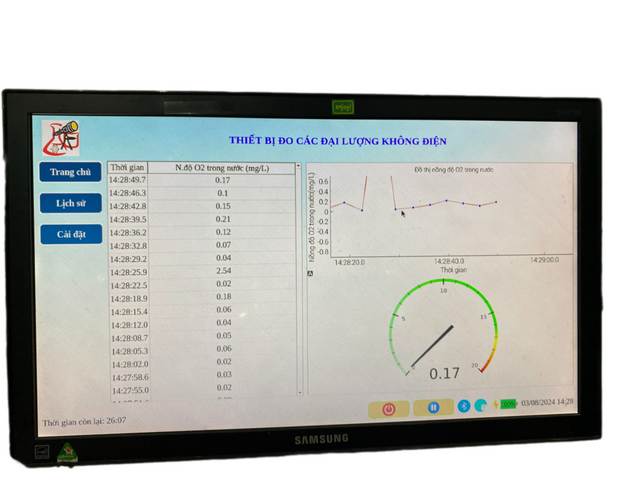 enjoy!
THIẾT BỊ ĐO CÁC ĐẠI LƯỢNG KHÔNG ĐIỆN
Trang chủ
Lịch sử
Cài đặt
Thời gian N.độ O2 trong nước (mg/L)
14:28:49.7 0.17
14:28:46.3 0.1
14:28:42.8 0.15
14:28:39.5 0.21
14:28:36.2 0.12
14:28:32.8 0.07
14:28:29.2 0.04
14:28:25.9 2.54
14:28:22.5 0.02
14:28:18.9 0.18
14:28:15.4 0.06
14:28:12.0 0.04
14:28:08.7 0.05
14:28:05.3 0.06
14:28:02.0 0.02
14:27:58.6 0.03
14:27:55.0 0.02
Đồ thị nồng độ O2 trong nước
Nồng độ O2 trong nước(mg/L)
0.6
0.4
0.2
0
-0.2
-0.4
-0.6
-0.8
14:28:20.0 14:28:40.0 14:29:00.0
Thời gian
A
0 5 10 15 20
0.17
Thời gian còn lại: 26:07
100%
03/08/2024 14:28
SAMSUNG